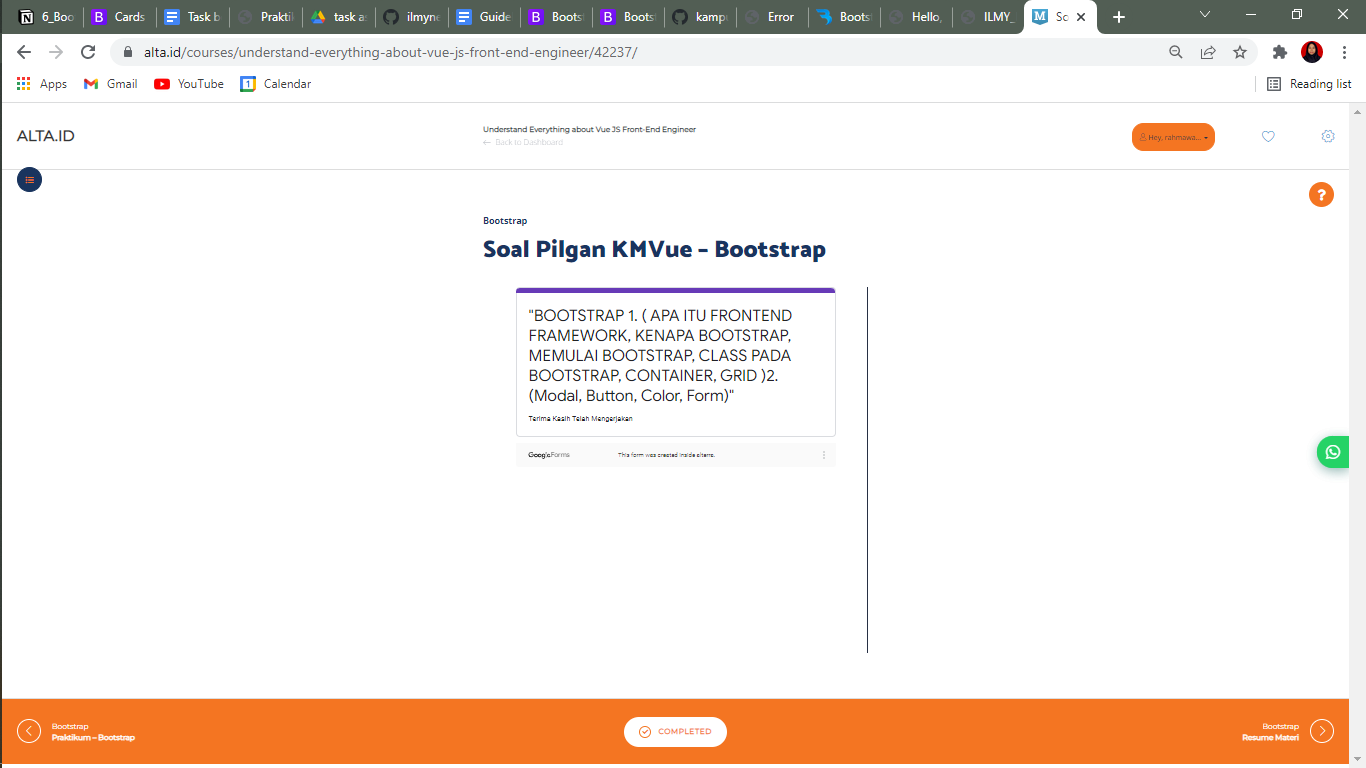 6_Boo
Cards
Task b
Praktil
task as
ilmyne
Guide
Boots
Boots
kamp
Error
Boots
Hello,
ILMY_
So
alta.id/courses/understand-everything-about-vue-js-front-end-engineer/42237/
Apps
Gmail
YouTube
Calendar
Reading list
ALTA.ID
Understand Everything about Vue JS Front-End Engineer
Back to Dashboard
Hey, rahmawa...
Bootstrap
Soal Pilgan KMVue – Bootstrap
"BOOTSTRAP 1. ( APA ITU FRONTEND
FRAMEWORK, KENAPA BOOTSTRAP,
MEMULAI BOOTSTRAP, CLASS PADA
BOOTSTRAP, CONTAINER, GRID )2.
(Modal, Button, Color, Form)"
Terima Kasih Telah Mengerjakan
Google Forms
This form was created inside alterra.
Bootstrap
Praktikum – Bootstrap
COMPLETED
Bootstrap
Resume Materi